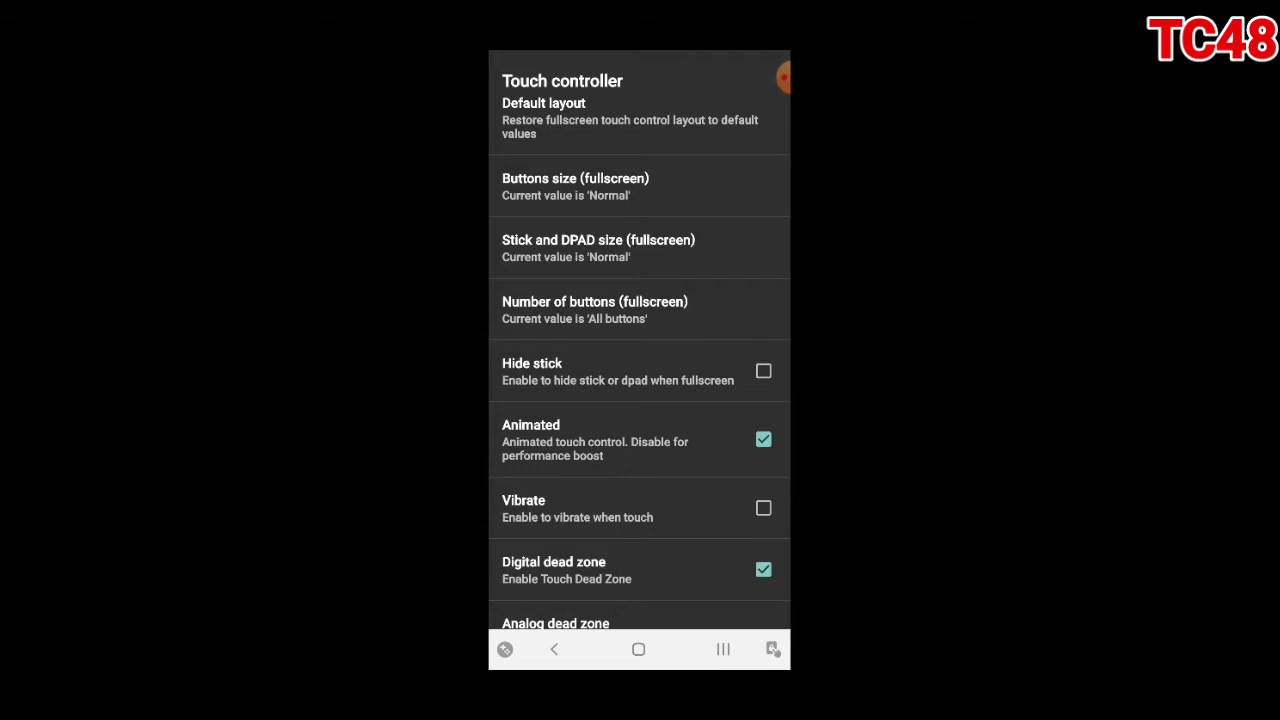 TC48
Touch controller
Default layout
Restore fullscreen touch control layout to default
values
Buttons size (fullscreen)
Current value is 'Normal'
Stick and DPAD size (fullscreen)
Current value is 'Normal'
Number of buttons (fullscreen)
Current value is 'All buttons'
Hide stick
Enable to hide stick or dpad when fullscreen
Animated
Animated touch control. Disable for
performance boost
Vibrate
Enable to vibrate when touch
Digital dead zone
Enable Touch Dead Zone
Analog dead zone